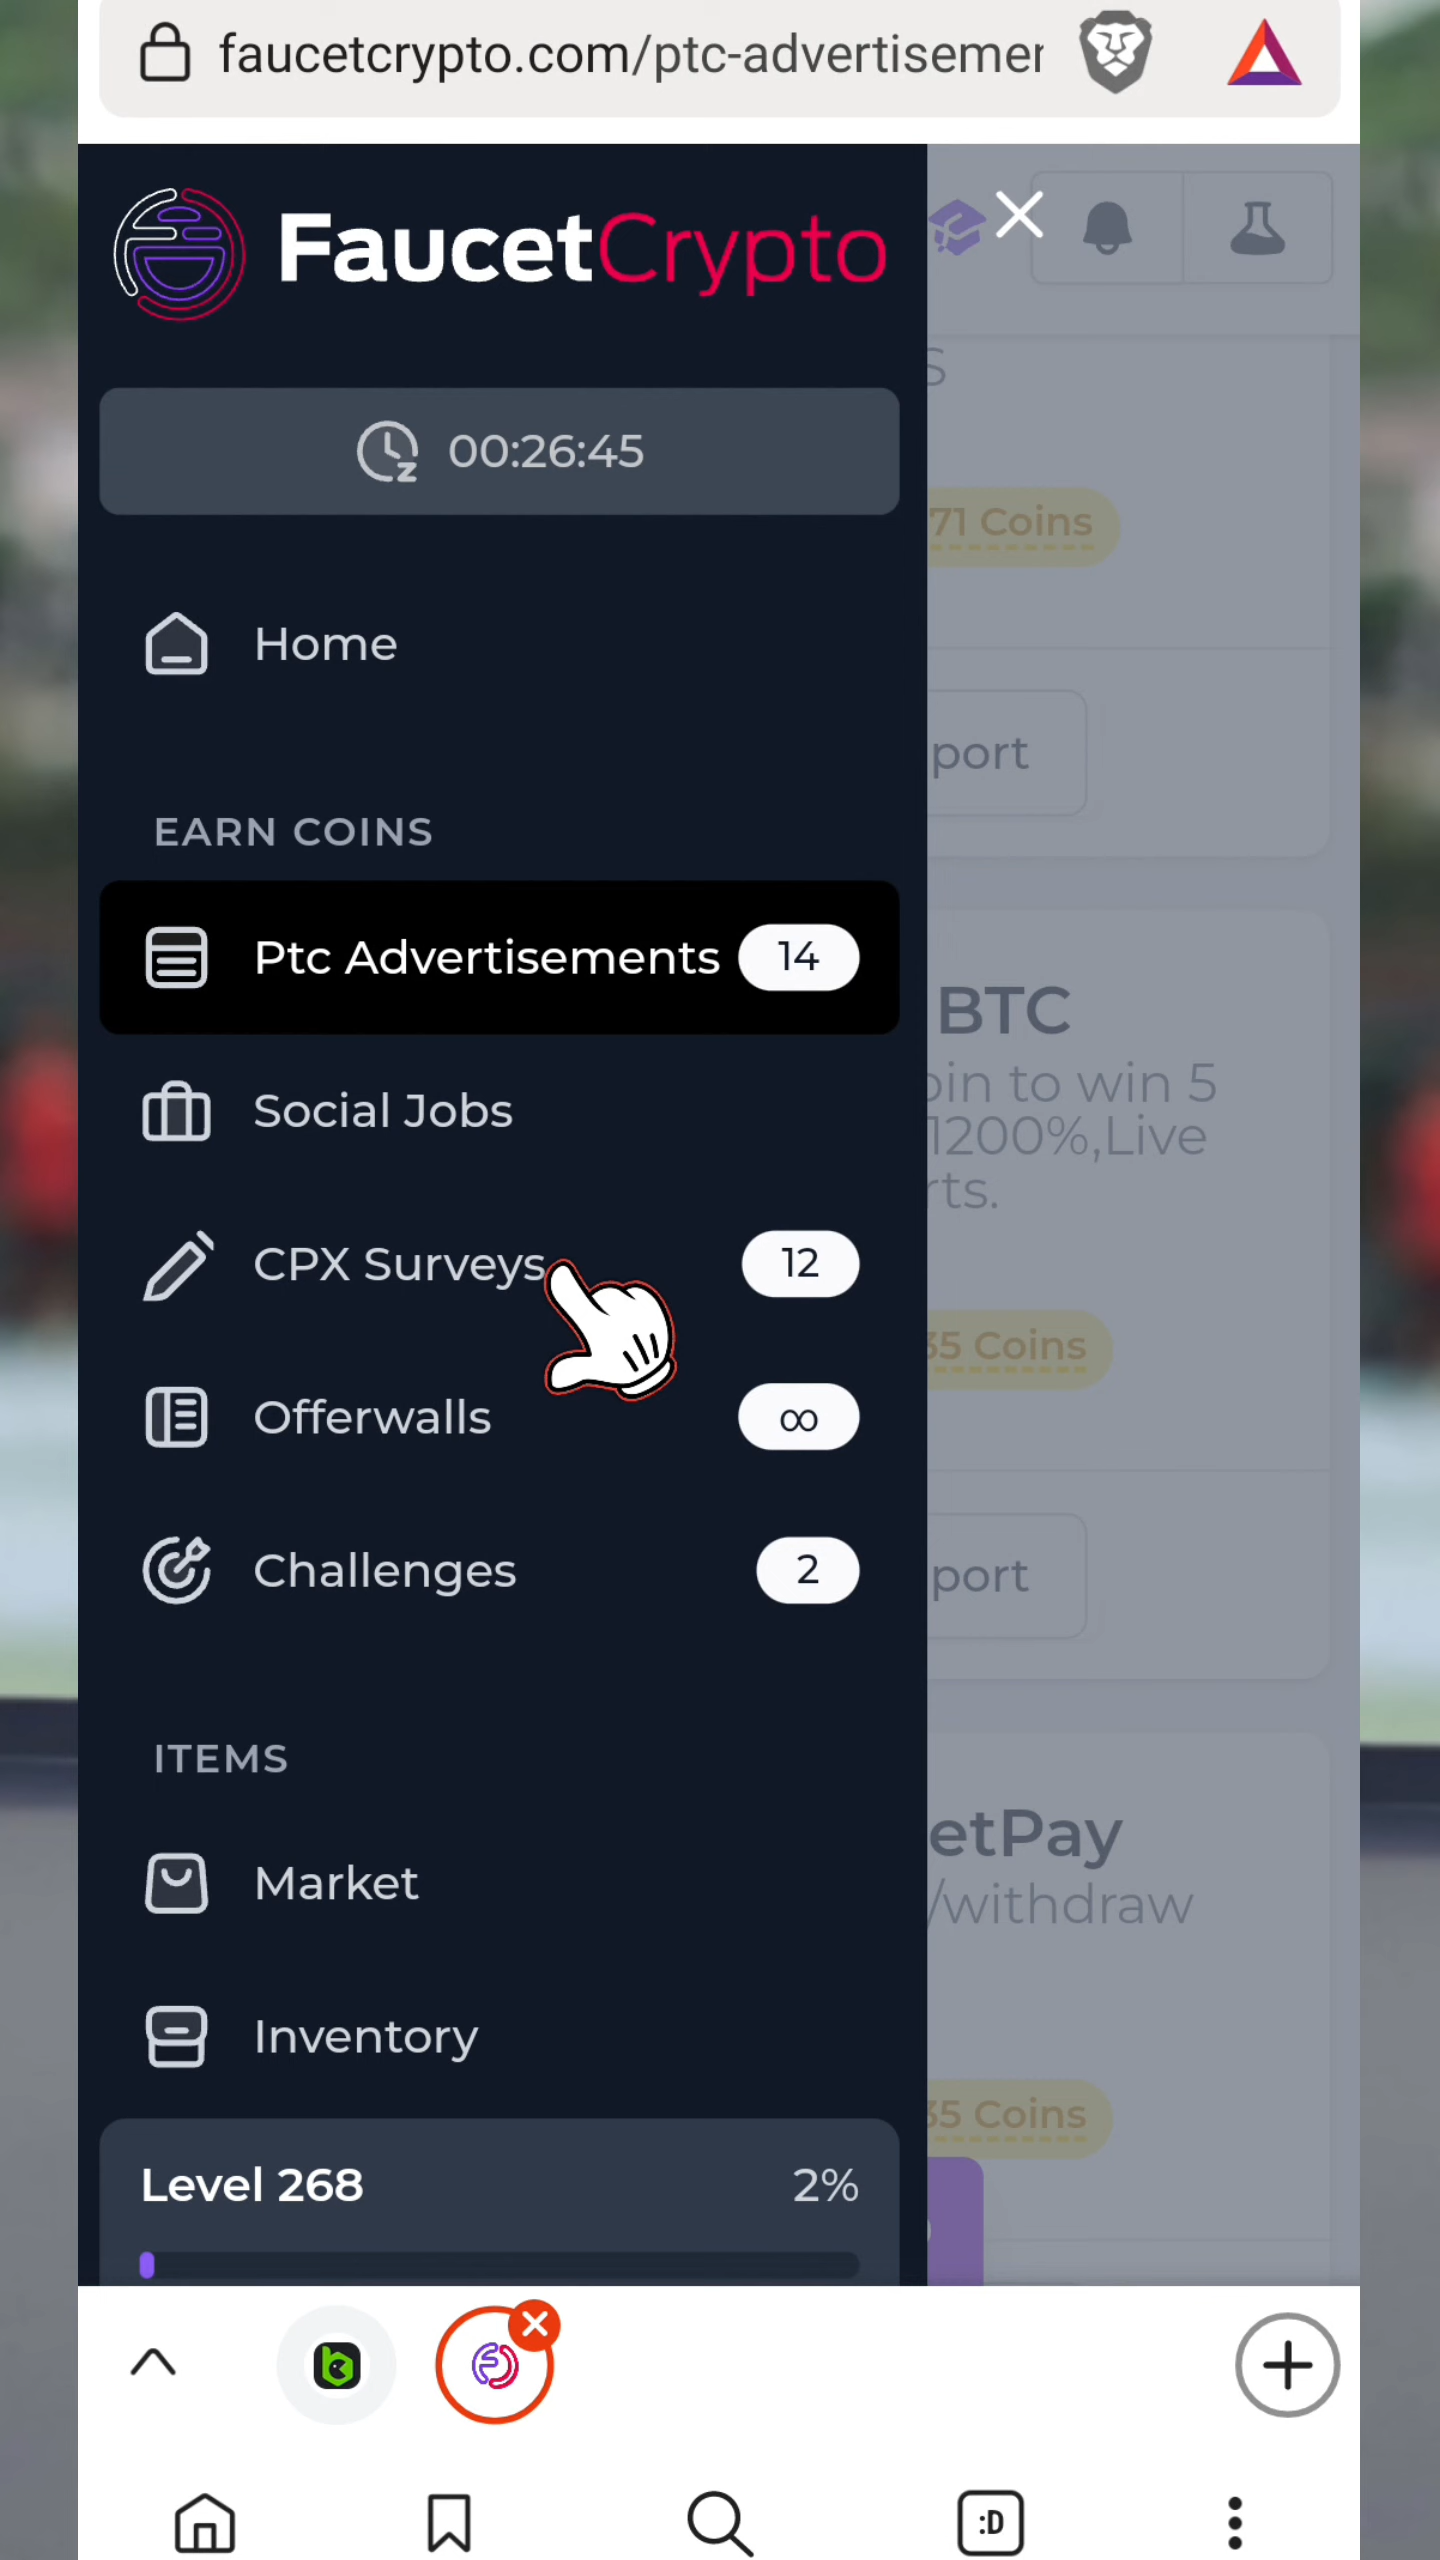 faucetcrypto.com/ptc-advertisemer
FaucetCrypto
00:26:45
71 Coins
Home
port
EARN COINS
Ptc Advertisements 14
BTC
oin to win 5
1200%,Live
rts.
Social Jobs
CPX Surveys 12
35 Coins
Offerwalls ∞
Challenges 2
port
ITEMS
etPay
/withdraw
Market
Inventory
35 Coins
Level 268 2%
:D